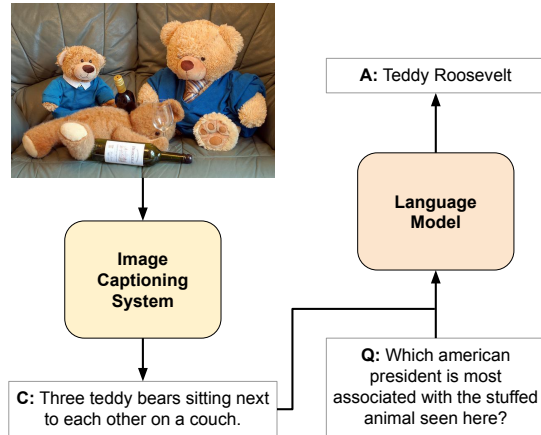 Image
Captioning
System
C: Three teddy bears sitting next
to each other on a couch.
A: Teddy Roosevelt
Language
Model
Q: Which american
president is most
associated with the stuffed
animal seen here?